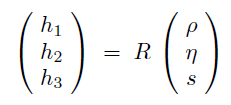 h₁ ρ
h₂ = R η
h₃ s